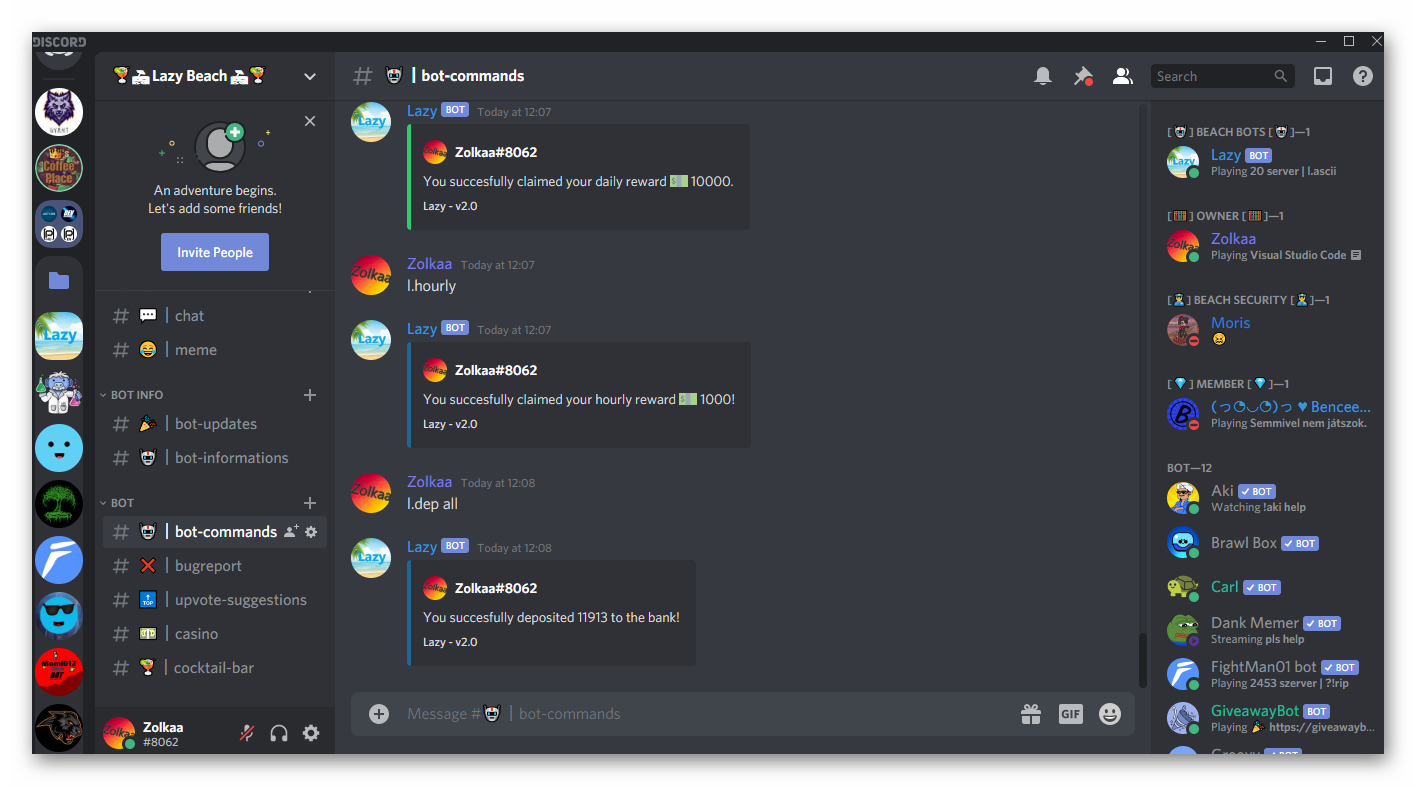 DISCORD
Lazy Beach
An adventure begins.
Let's add some friends!
Invite People
# | chat
# | meme
BOT INFO
# | bot-updates
# | bot-informations
BOT
# | bot-commands
# | bugreport
# | upvote-suggestions
# | casino
# | cocktail-bar
Zolkaa
#8062
# | bot-commands
Search
Lazy BOT Today at 12:07
Zolkaa#8062
You succesfully claimed your daily reward 💵 10000.
Lazy - v2.0
Zolkaa Today at 12:07
l.hourly
Lazy BOT Today at 12:07
Zolkaa#8062
You succesfully claimed your hourly reward 💵 1000!
Lazy - v2.0
Zolkaa Today at 12:08
l.dep all
Lazy BOT Today at 12:08
Zolkaa#8062
You succesfully deposited 11913 to the bank!
Lazy - v2.0
Message # | bot-commands
GIF
[🤖] BEACH BOTS [🤖]—1
Lazy BOT
Playing 20 server | l.ascii
[ ] OWNER [ ]—1
Zolkaa
Playing Visual Studio Code
[ ] BEACH SECURITY [ ]—1
Moris
[💎] MEMBER [💎]—1
(っ◔◡◔)っ ♥ Bencee...
Playing Semmivel nem játszok.
BOT—12
Aki ✓ BOT
Watching !aki help
Brawl Box ✓ BOT
Carl ✓ BOT
Dank Memer ✓ BOT
Streaming pls help
FightMan01 bot ✓ BOT
Playing 2453 szerver | ?!rip
GiveawayBot BOT
Playing 🎉 https://giveawayb...
Groovy ✓ BOT
Lazy
Coffee
Place